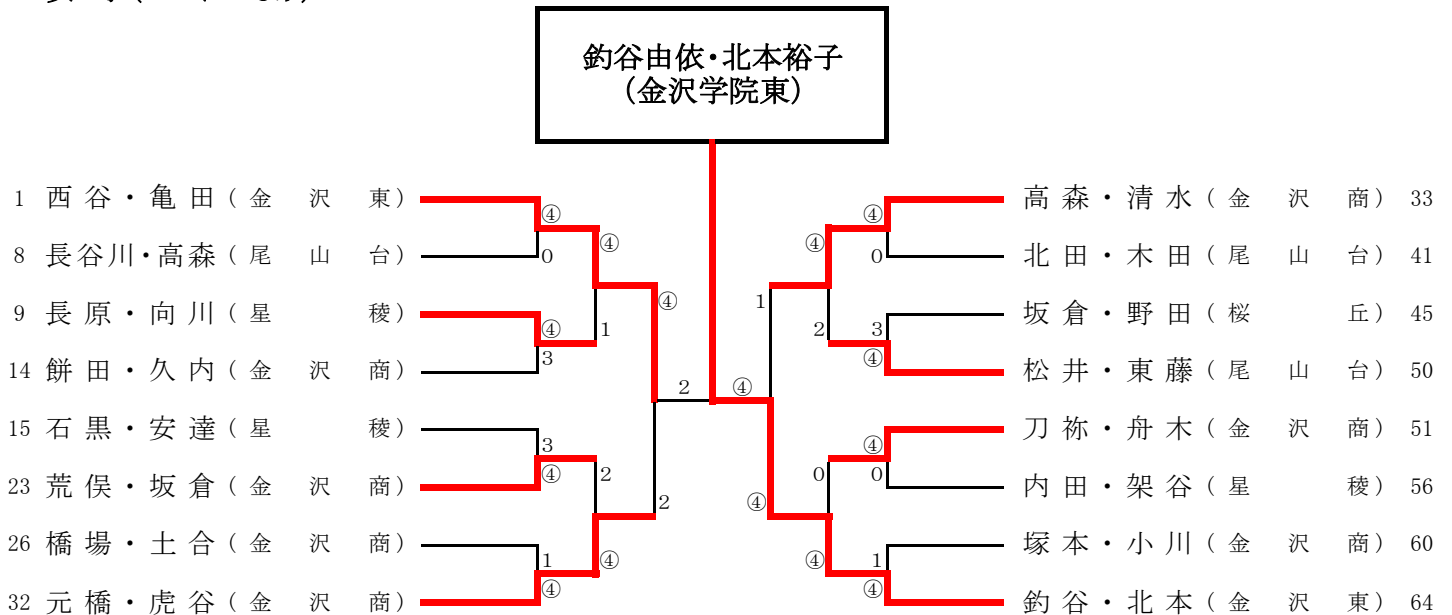 釣谷由依・北本裕子
(金沢学院東)
1 西谷・亀田(金沢東)
④
0
8 長谷川・高森(尾山台)
④
9 長原・向川(星稜)
④
3
1
14 餅田・久内(金沢商)
④
15 石黒・安達(星稜)
3
④
23 荒俣・坂倉(金沢商)
2
26 橋場・土合(金沢商)
1
④
④
32 元橋・虎谷(金沢商)
2
2
④
高森・清水(金沢商) 33
④
0
北田・木田(尾山台) 41
④
坂倉・野田(桜丘) 45
3
④
2
松井・東藤(尾山台) 50
1
刀祢・舟木(金沢商) 51
④
0
内田・架谷(星稜) 56
0
塚本・小川(金沢商) 60
1
④
④
釣谷・北本(金沢東) 64
④